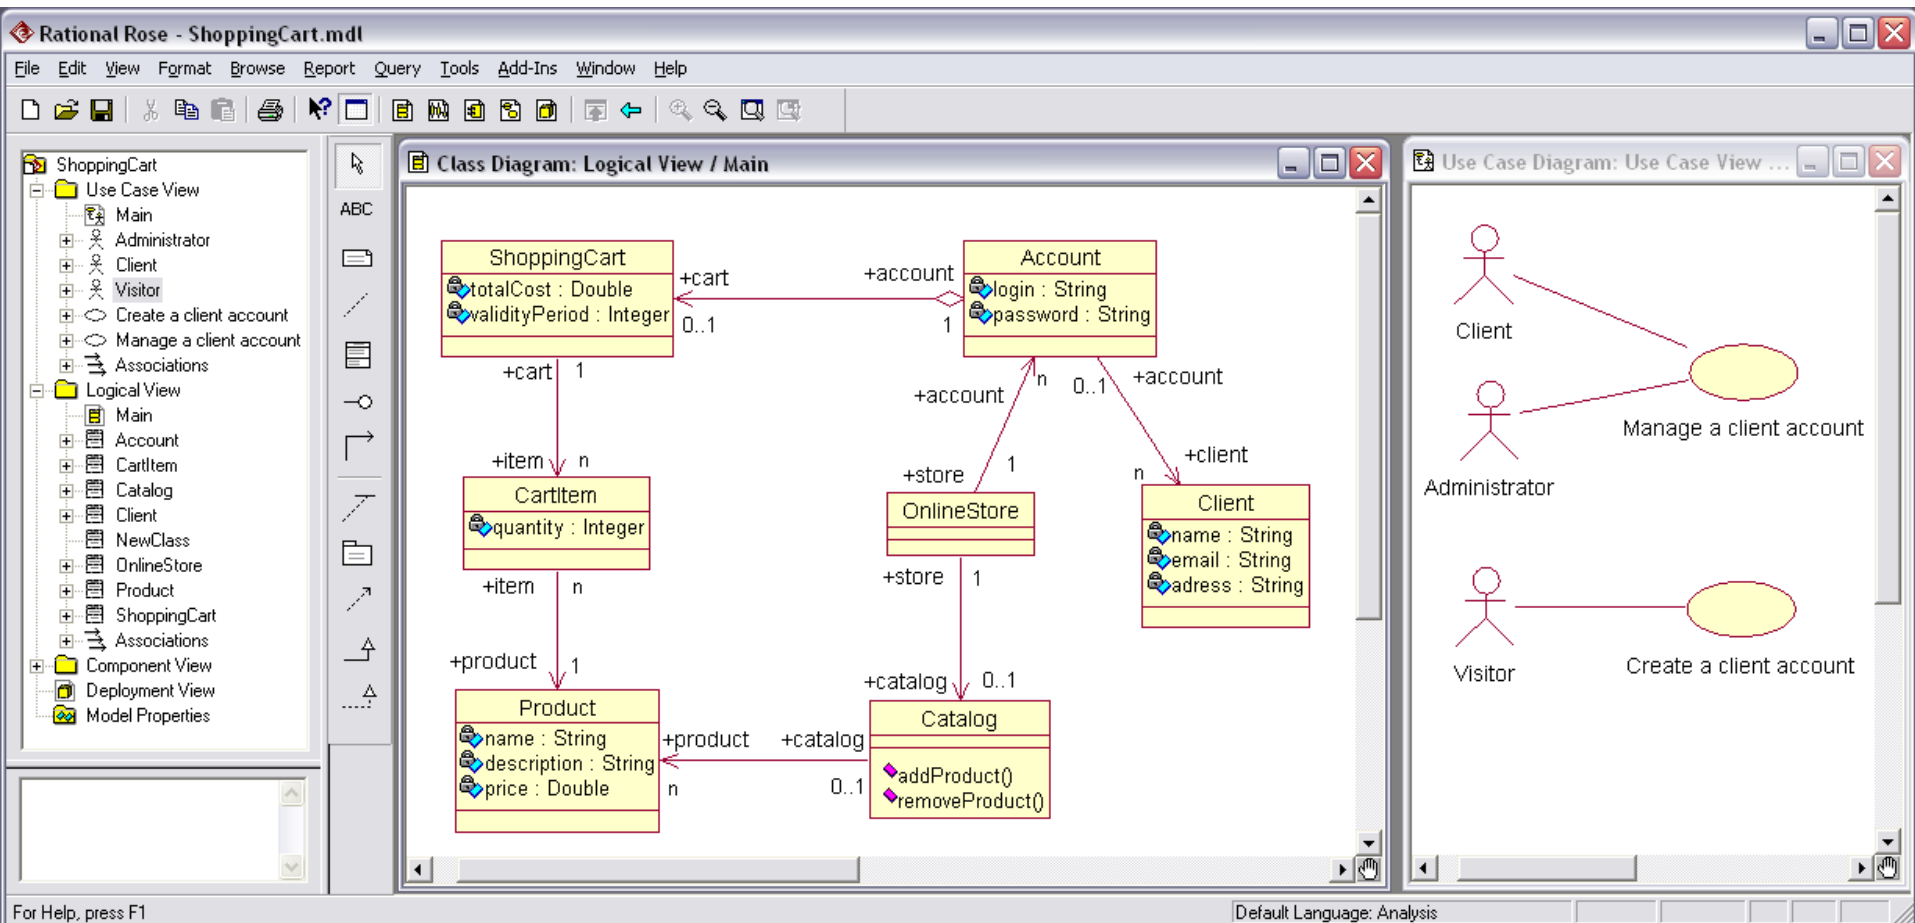 Rational Rose - ShoppingCart.mdl
File Edit View Format Browse Report Query Tools Add-Ins Window Help
ShoppingCart
Use Case View
Main
Administrator
Client
Visitor
Create a client account
Manage a client account
Associations
Logical View
Main
Account
CartItem
Catalog
Client
NewClass
OnlineStore
Product
ShoppingCart
Associations
Component View
Deployment View
Model Properties
ABC
Class Diagram: Logical View / Main
ShoppingCart
totalCost : Double
validityPeriod : Integer
+cart
0..1
+account
1
Account
login : String
password : String
+cart 1
+item n
CartItem
quantity : Integer
+item n
+product 1
Product
name : String
description : String
price : Double
+account
n
+store
1
OnlineStore
0..1
+account
+client
n
Client
name : String
email : String
adress : String
+store 1
+catalog 0..1
Catalog
addProduct()
removeProduct()
+product
n
+catalog
0..1
Use Case Diagram: Use Case View ...
Client
Manage a client account
Administrator
Visitor
Create a client account
For Help, press F1
Default Language: Analysis